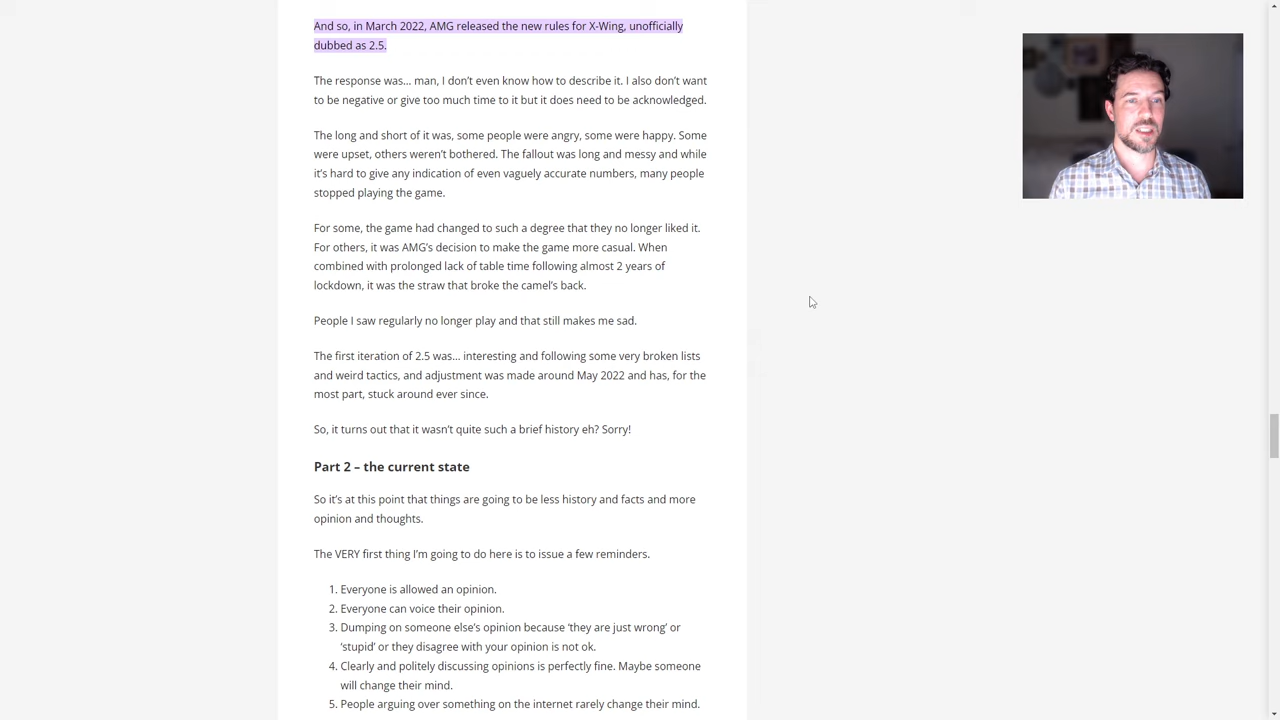 And so, in March 2022, AMG released the new rules for X-Wing, unofficially
dubbed as 2.5.
The response was… man, I don’t even know how to describe it. I also don’t want
to be negative or give too much time to it but it does need to be acknowledged.
The long and short of it was, some people were angry, some were happy. Some
were upset, others weren’t bothered. The fallout was long and messy and while
it’s hard to give any indication of even vaguely accurate numbers, many people
stopped playing the game.
For some, the game had changed to such a degree that they no longer liked it.
For others, it was AMG’s decision to make the game more casual. When
combined with prolonged lack of table time following almost 2 years of
lockdown, it was the straw that broke the camel’s back.
People I saw regularly no longer play and that still makes me sad.
The first iteration of 2.5 was… interesting and following some very broken lists
and weird tactics, and adjustment was made around May 2022 and has, for the
most part, stuck around ever since.
So, it turns out that it wasn’t quite such a brief history eh? Sorry!
Part 2 – the current state
So it’s at this point that things are going to be less history and facts and more
opinion and thoughts.
The VERY first thing I’m going to do here is to issue a few reminders.
1. Everyone is allowed an opinion.
2. Everyone can voice their opinion.
3. Dumping on someone else’s opinion because ‘they are just wrong’ or
‘stupid’ or they disagree with your opinion is not ok.
4. Clearly and politely discussing opinions is perfectly fine. Maybe someone
will change their mind.
5. People arguing over something on the internet rarely change their mind.